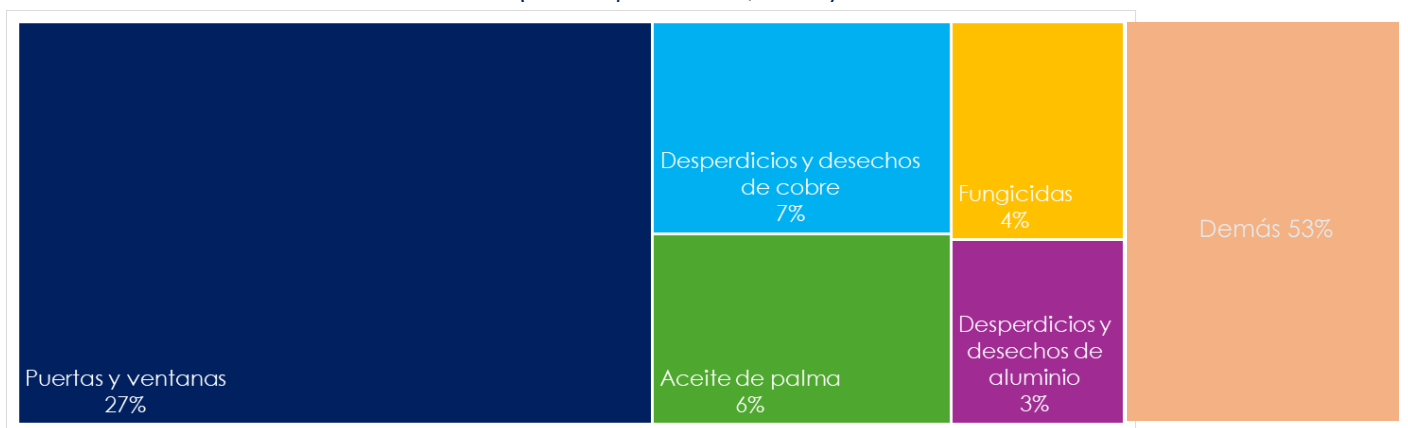 Puertas y ventanas
27%
Desperdicios y desechos
de cobre
7%
Aceite de palma
6%
Fungicidas
4%
Desperdicios y
desechos de
aluminio
3%
Demás 53%